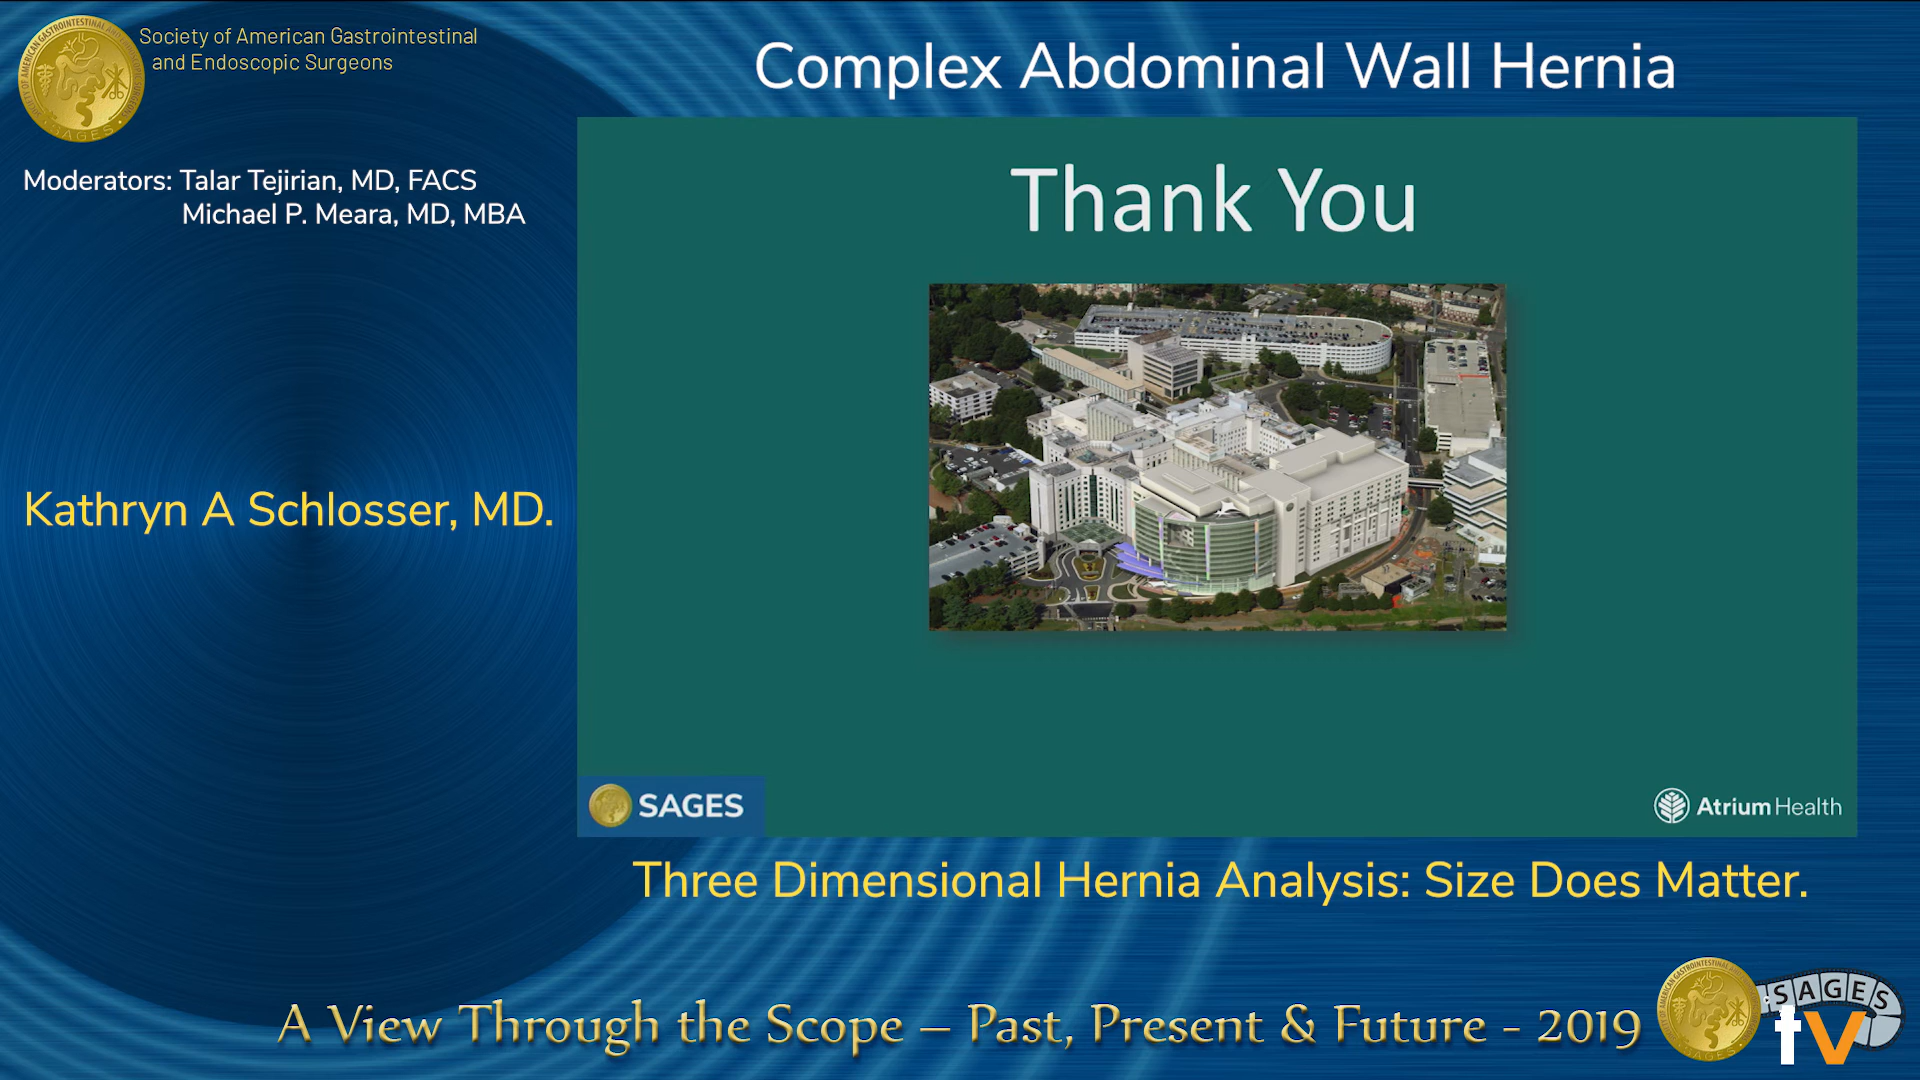 Society of American Gastrointestinal
and Endoscopic Surgeons
Complex Abdominal Wall Hernia
Moderators: Talar Tejirian, MD, FACS
Michael P. Meara, MD, MBA
Thank You
Kathryn A Schlosser, MD.
SAGES
Atrium Health
Three Dimensional Hernia Analysis: Size Does Matter.
A View Through the Scope – Past, Present & Future - 2019
SAGES
tv